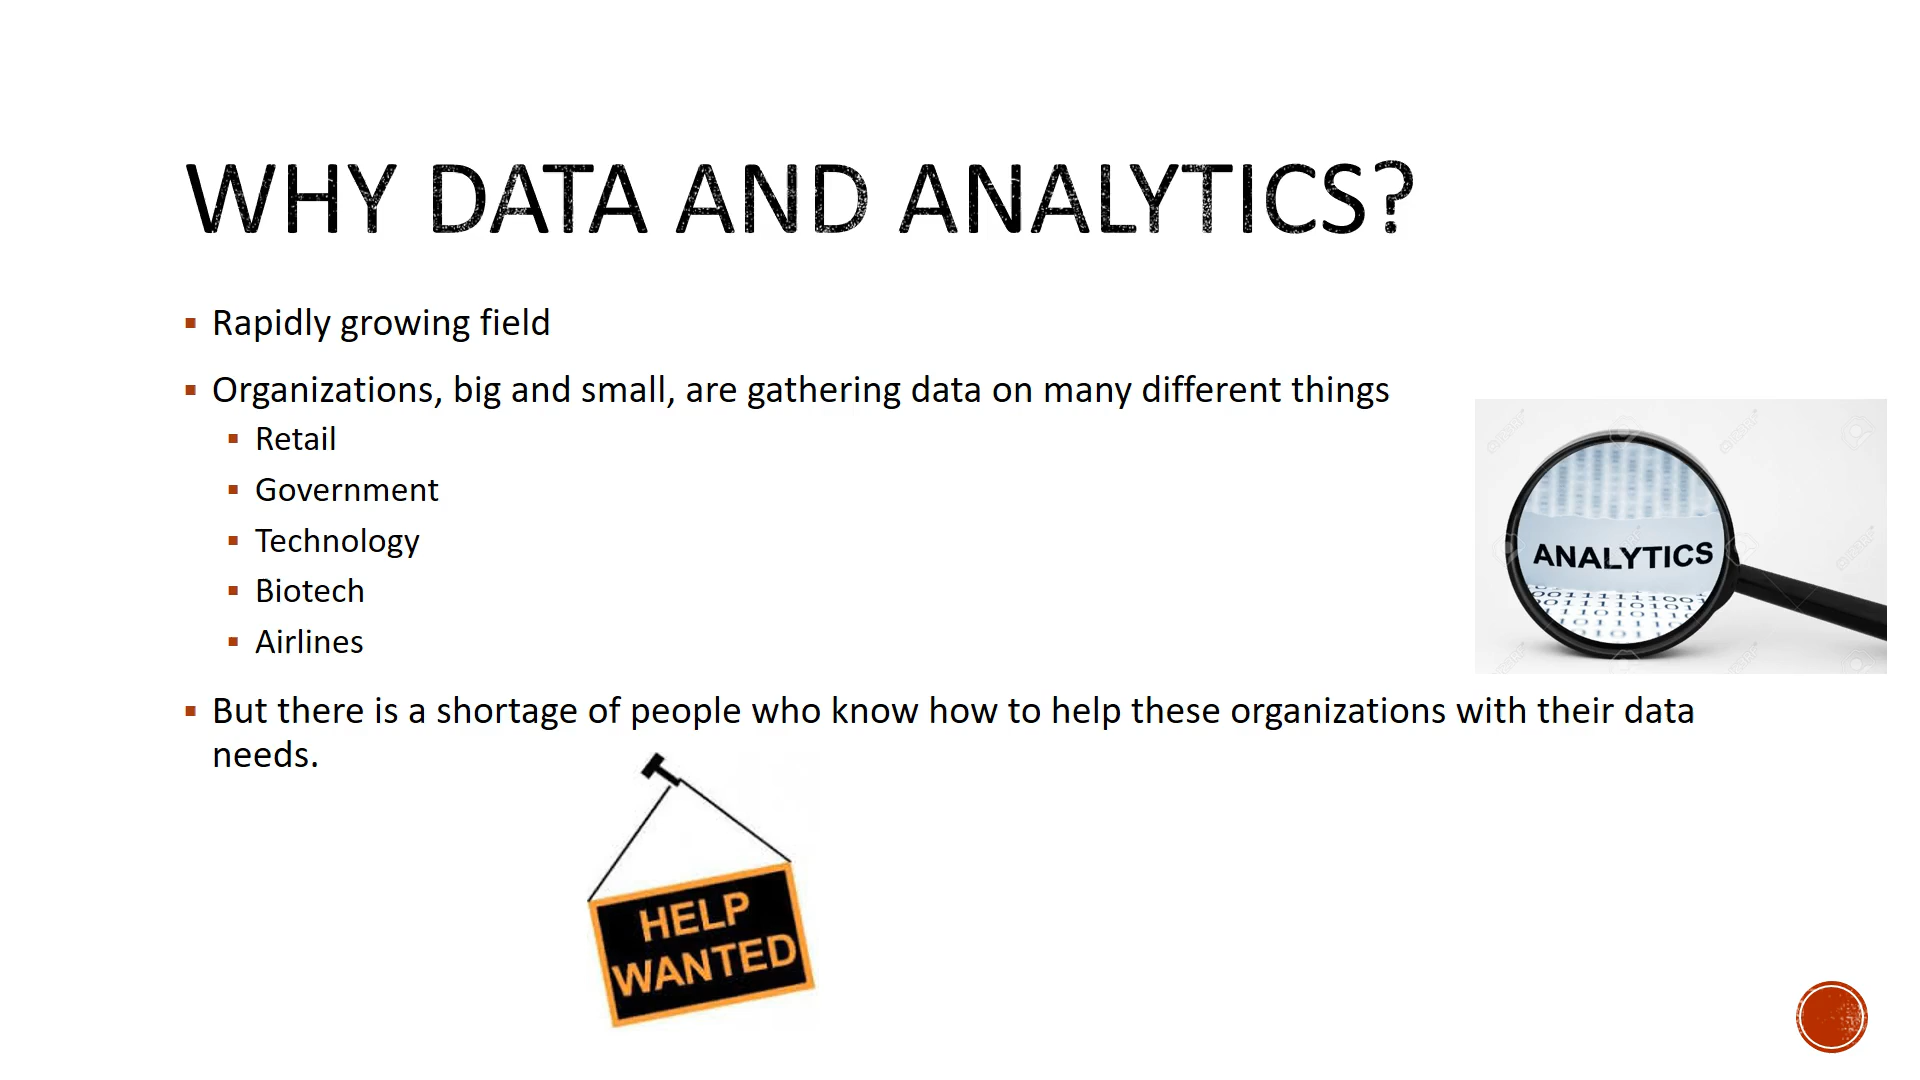 WHY DATA AND ANALYTICS?
Rapidly growing field
Organizations, big and small, are gathering data on many different things
Retail
Government
Technology
Biotech
Airlines
ANALYTICS
But there is a shortage of people who know how to help these organizations with their data
needs.
HELP
WANTED